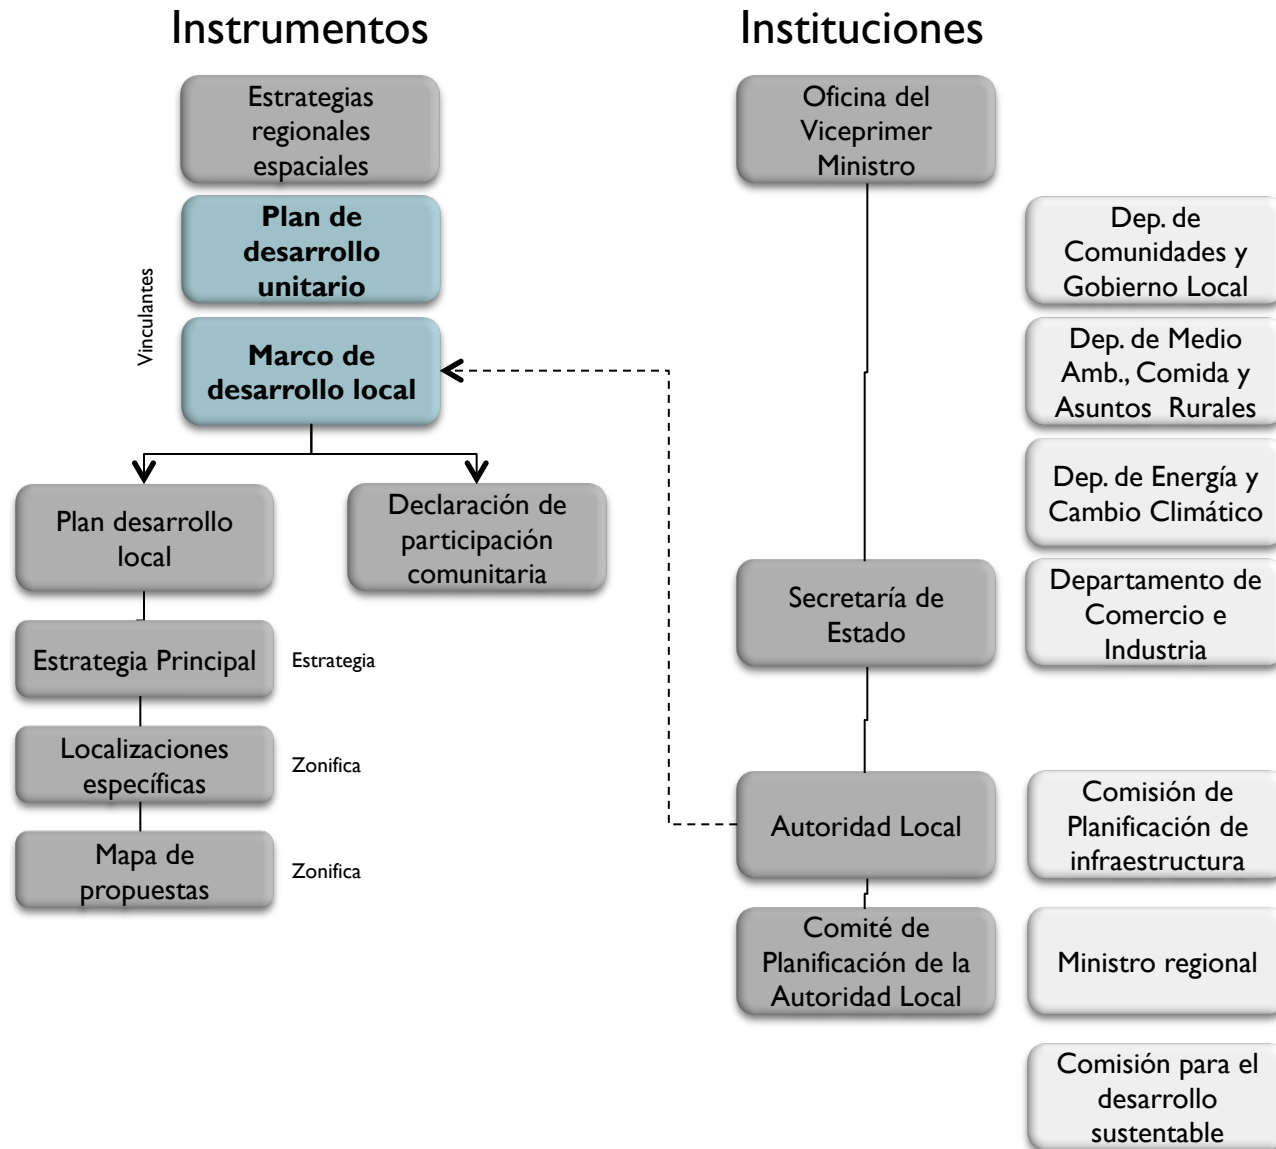 Instrumentos
Estrategias
regionales
espaciales
Plan de
desarrollo
unitario
Vinculantes
Marco de
desarrollo local
Plan desarrollo
local
Declaración de
participación
comunitaria
Estrategia Principal
Estrategia
Localizaciones
específicas
Zonifica
Mapa de
propuestas
Zonifica
Instituciones
Oficina del
Viceprimer
Ministro
Dep. de
Comunidades y
Gobierno Local
Dep. de Medio
Amb., Comida y
Asuntos Rurales
Dep. de Energía y
Cambio Climático
Secretaría de
Estado
Departamento de
Comercio e
Industria
Autoridad Local
Comisión de
Planificación de
infraestructura
Comité de
Planificación de la
Autoridad Local
Ministro regional
Comisión para el
desarrollo
sustentable